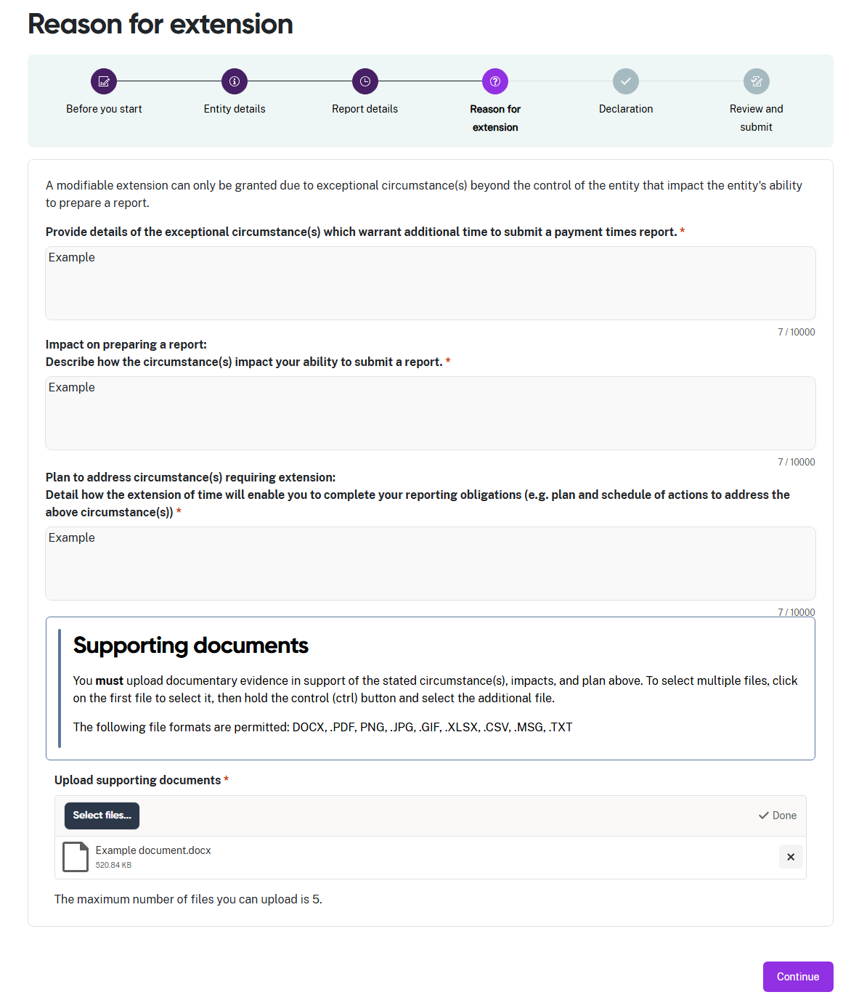 Reason for extension
Before you start
Entity details
Report details
Reason for
extension
Declaration
Review and
submit
A modifiable extension can only be granted due to exceptional circumstance(s) beyond the control of the entity that impact the entity's ability
to prepare a report.
Provide details of the exceptional circumstance(s) which warrant additional time to submit a payment times report. *
Example
7 / 10000
Impact on preparing a report:
Describe how the circumstance(s) impact your ability to submit a report. *
Example
7 / 10000
Plan to address circumstance(s) requiring extension:
Detail how the extension of time will enable you to complete your reporting obligations (e.g. plan and schedule of actions to address the
above circumstance(s)) *
Example
7 / 10000
Supporting documents
You must upload documentary evidence in support of the stated circumstance(s), impacts, and plan above. To select multiple files, click
on the first file to select it, then hold the control (ctrl) button and select the additional file.
The following file formats are permitted: DOCX, .PDF, PNG, .JPG, .GIF, .XLSX, .CSV, .MSG, .TXT
Upload supporting documents *
Select files...
Done
Example document.docx
520.84 KB
The maximum number of files you can upload is 5.
Continue